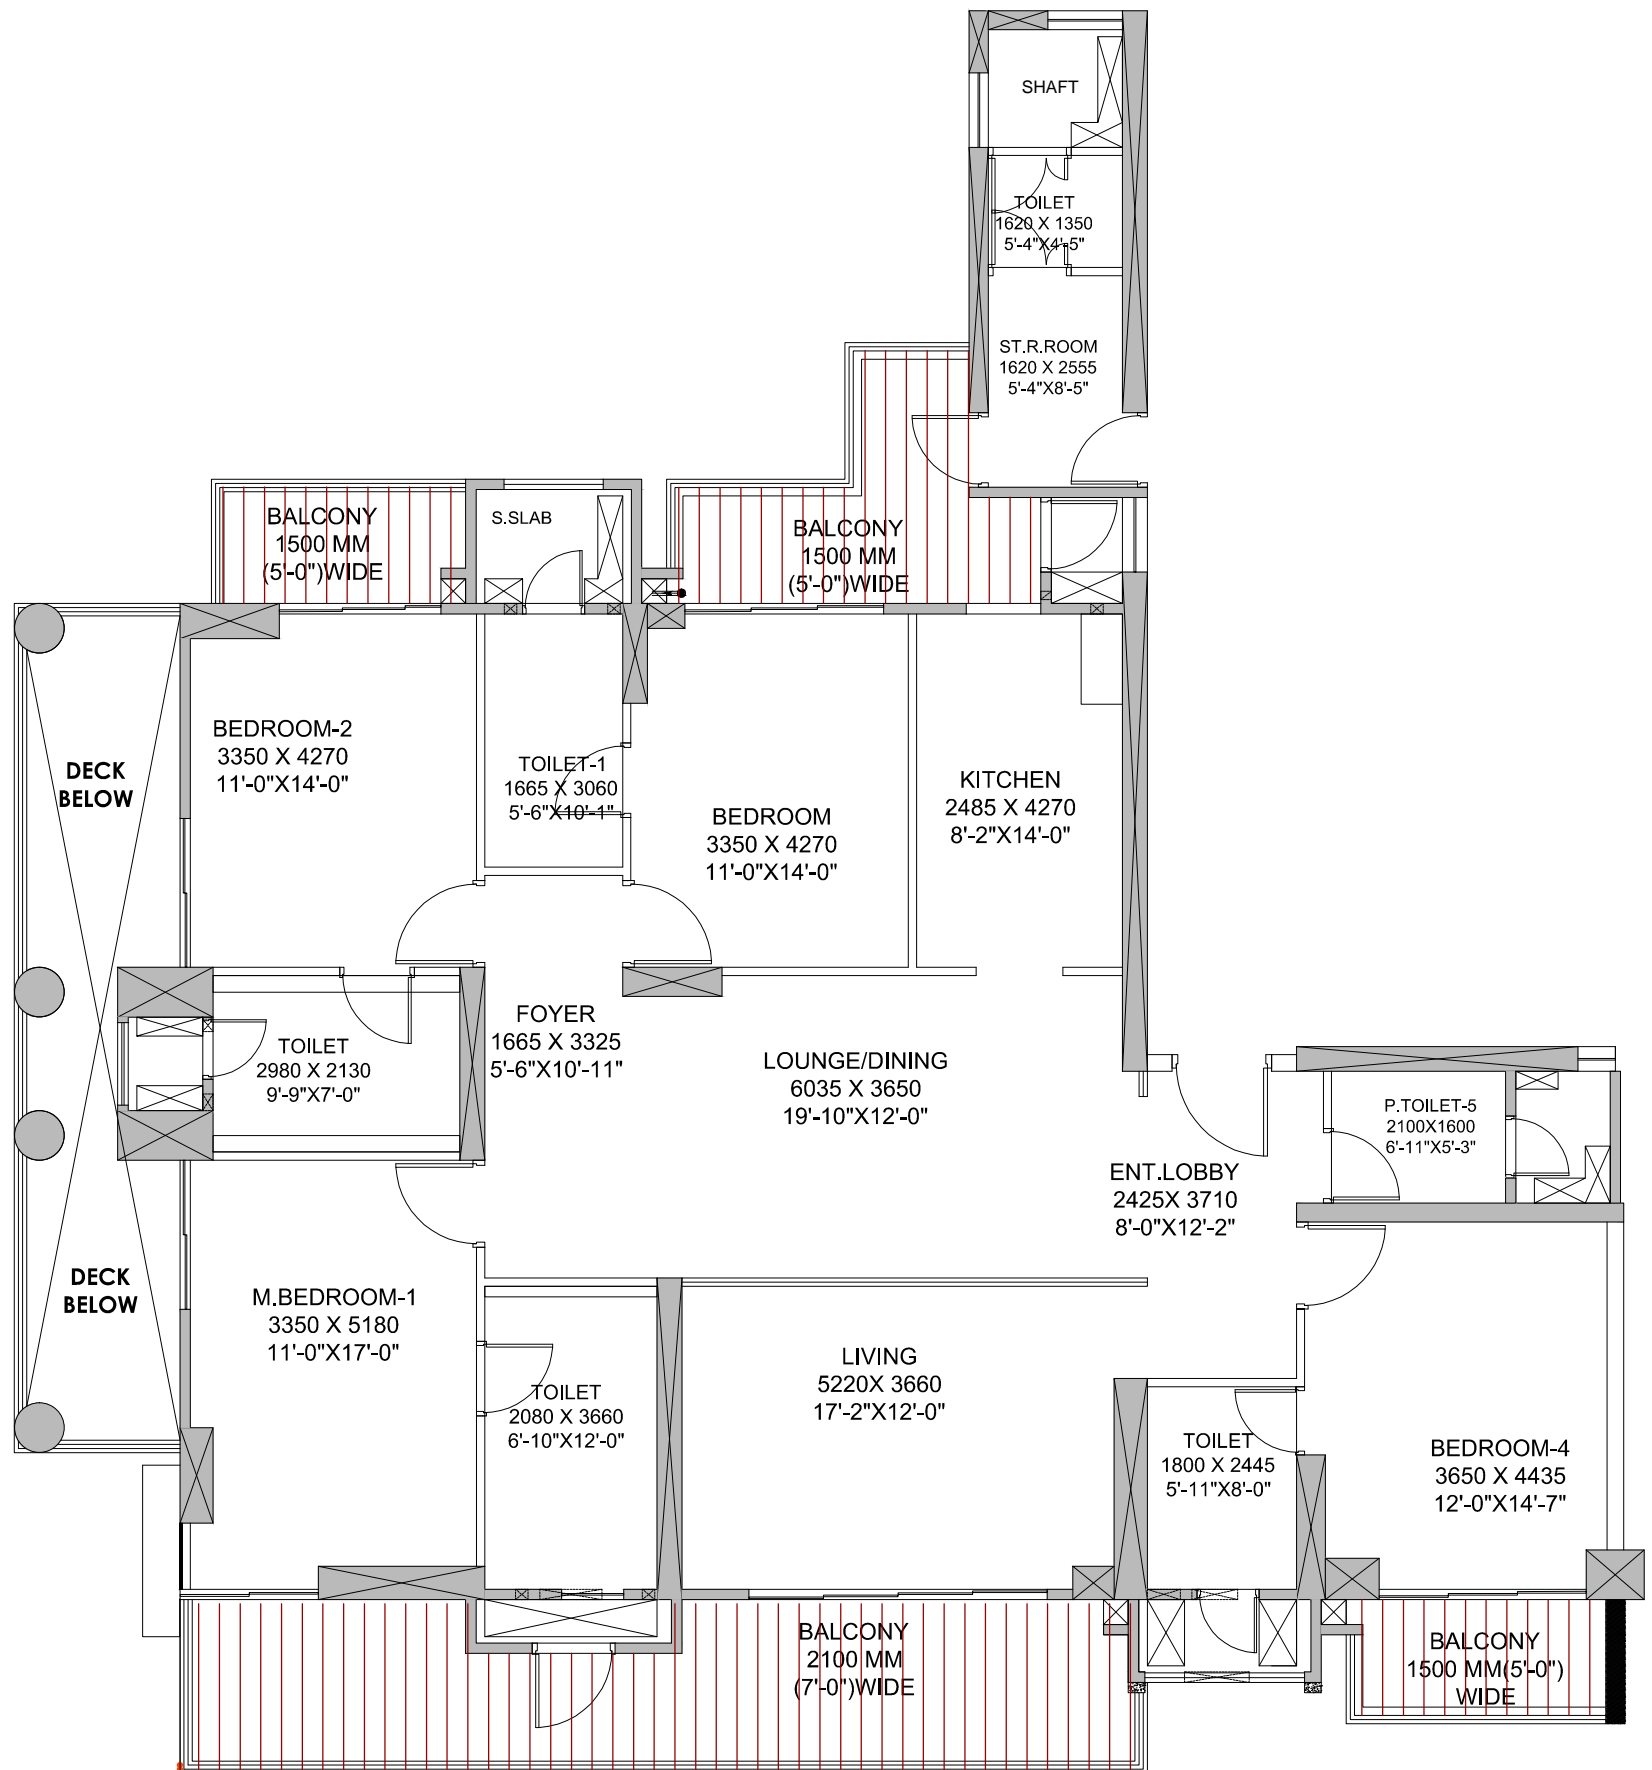 SHAFT
TOILET
1620 X 1350
5'-4"X4'-5"
ST.R.ROOM
1620 X 2555
5'-4"X8'-5"
BALCONY
1500 MM
(5'-0")WIDE
S.SLAB
BALCONY
1500 MM
(5'-0")WIDE
DECK
BELOW
BEDROOM-2
3350 X 4270
11'-0"X14'-0"
TOILET-1
1665 X 3060
5'-6"X10'-1"
BEDROOM
3350 X 4270
11'-0"X14'-0"
KITCHEN
2485 X 4270
8'-2"X14'-0"
FOYER
1665 X 3325
5'-6"X10'-11"
TOILET
2980 X 2130
9'-9"X7'-0"
LOUNGE/DINING
6035 X 3650
19'-10"X12'-0"
P.TOILET-5
2100X1600
6'-11"X5'-3"
ENT.LOBBY
2425X 3710
8'-0"X12'-2"
DECK
BELOW
M.BEDROOM-1
3350 X 5180
11'-0"X17'-0"
TOILET
2080 X 3660
6'-10"X12'-0"
LIVING
5220X 3660
17'-2"X12'-0"
TOILET
1800 X 2445
5'-11"X8'-0"
BEDROOM-4
3650 X 4435
12'-0"X14'-7"
BALCONY
2100 MM
(7'-0")WIDE
BALCONY
1500 MM(5'-0")
WIDE